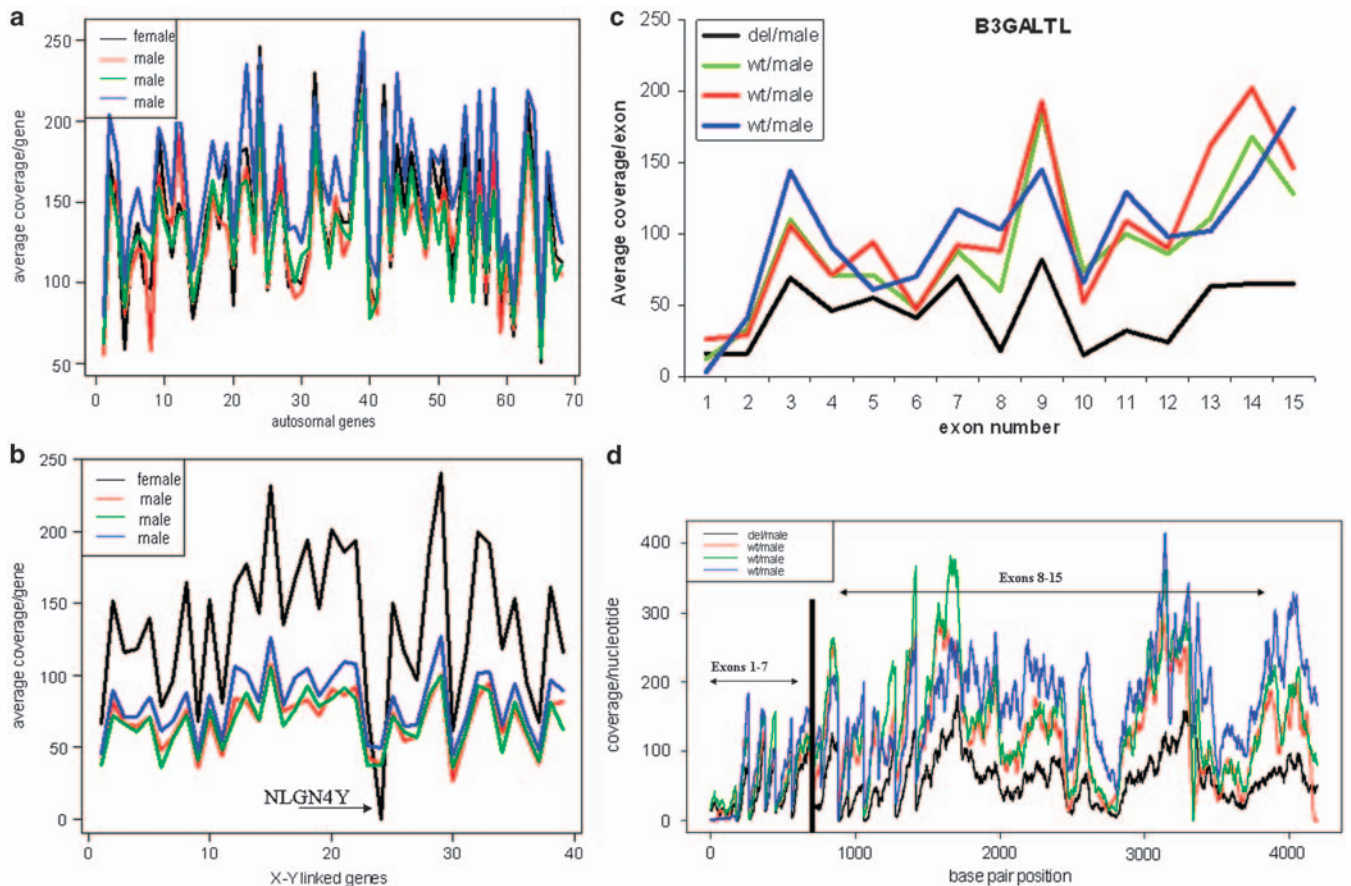 a
female
male
male
male
250
200
150
100
50
average coverage/gene
0 10 20 30 40 50 60 70
autosomal genes
b
female
male
male
male
250
200
150
100
50
0
average coverage/gene
NLGN4Y
0 10 20 30 40
X-Y linked genes
c
B3GALTL
del/male
wt/male
wt/male
wt/male
250
200
150
100
50
0
Average coverage/exon
1 2 3 4 5 6 7 8 9 10 11 12 13 14 15
exon number
d
del/male
wt/male
wt/male
wt/male
400
300
200
100
0
coverage/nucleotide
Exons 8-15
Exons 1-7
0 1000 2000 3000 4000
base pair position